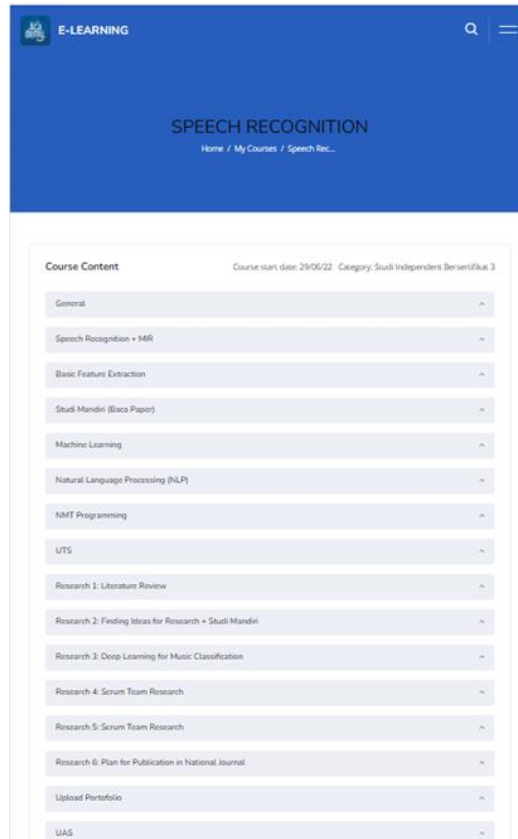 E-LEARNING
SPEECH RECOGNITION
Home / My Courses / Speech Rec...
Course Content
Course start date: 29/06/22 Category: Studi Independent Bersertifikat 3
General
Speech Recognition + MIR
Basic Feature Extraction
Studi Mandiri (Baca Paper)
Machine Learning
Natural Language Processing (NLP)
NMT Programming
UTS
Research 1: Literature Review
Research 2: Finding Ideas for Research + Studi Mandiri
Research 3: Deep Learning for Music Classification
Research 4: Scrum Team Research
Research 5: Scrum Team Research
Research 6: Plan for Publication in National Journal
Upload Portofolio
UAS